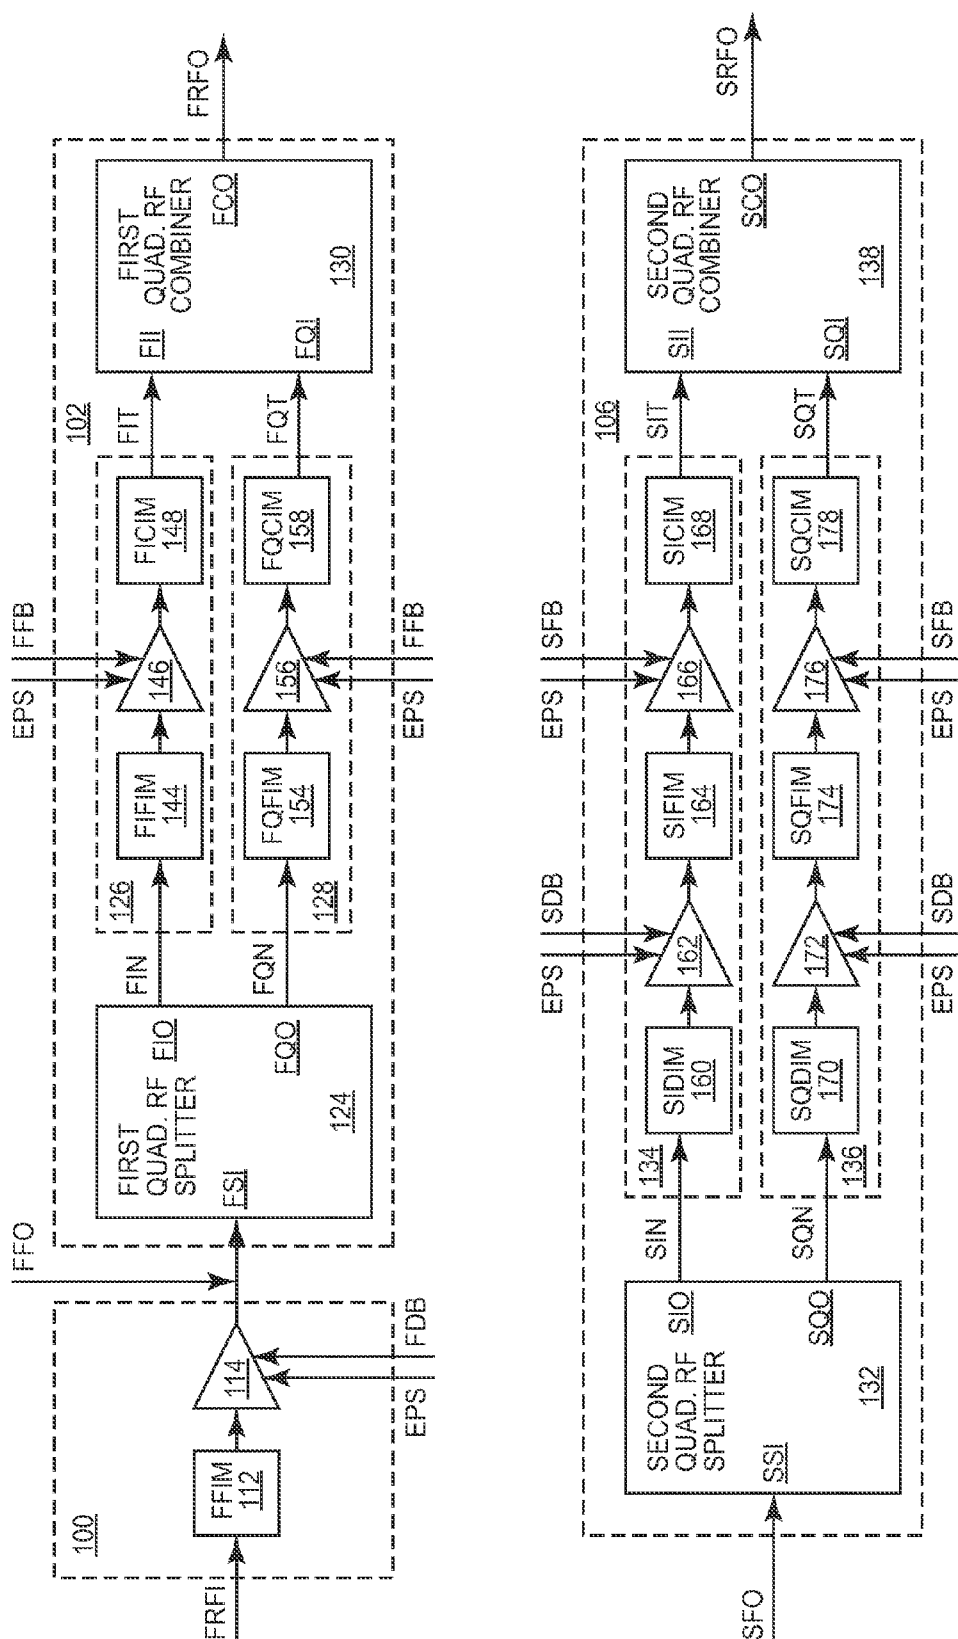 FRFI
100
FFIM
112
114
EPS
FDB
FFO
FIRST
QUAD. RF
SPLITTER
FSI
FIO
FQO
124
FIN
FQN
126
FIFIM
144
146
EPS
FFB
FICIM
148
128
FQFIM
154
156
EPS
FFB
FQCIM
158
102
FIT
FQT
FIRST
QUAD. RF
COMBINER
FII
FQI
FCO
130
FRFO
SFO
SECOND
QUAD. RF
SPLITTER
SSI
SIO
SQO
132
SIN
SQN
134
SIDIM
160
162
EPS
SDB
SIFIM
164
166
EPS
SFB
SICIM
168
136
SQDIM
170
172
EPS
SDB
SQFIM
174
176
EPS
SFB
SQCIM
178
106
SIT
SQT
SECOND
QUAD. RF
COMBINER
SII
SQI
SCO
138
SRFO